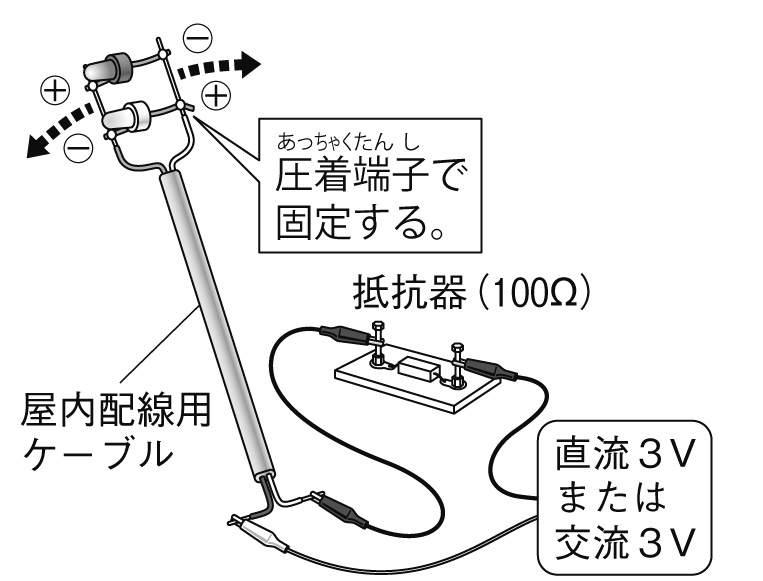 ⊖
⊕
⊕
⊖
あっちゃくたんし
圧着端子で
固定する。
抵抗器(100Ω)
屋内配線用
ケーブル
直流3V
または
交流3V